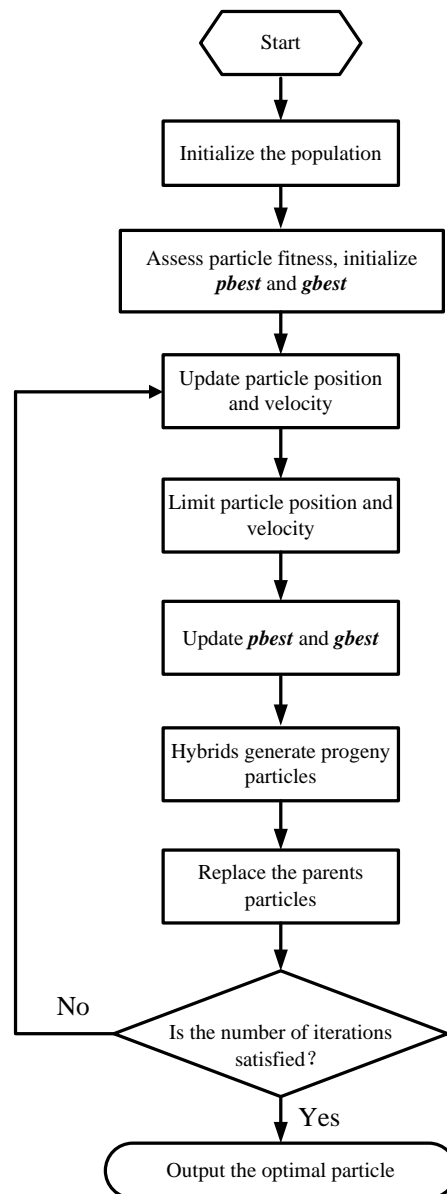 Start
Initialize the population
Assess particle fitness, initialize
pbest and gbest
Update particle position
and velocity
Limit particle position and
velocity
Update pbest and gbest
Hybrids generate progeny
particles
Replace the parents
particles
No
Is the number of iterations
satisfied？
Yes
Output the optimal particle